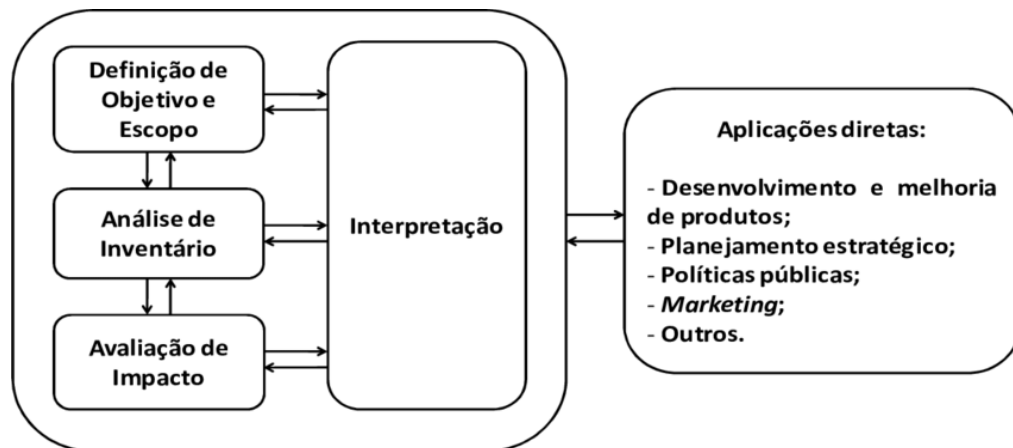 Definição de
Objetivo e
Escopo
Análise de
Inventário
Avaliação de
Impacto
Interpretação
Aplicações diretas:
- Desenvolvimento e melhoria
de produtos;
- Planejamento estratégico;
- Políticas públicas;
- Marketing;
- Outros.